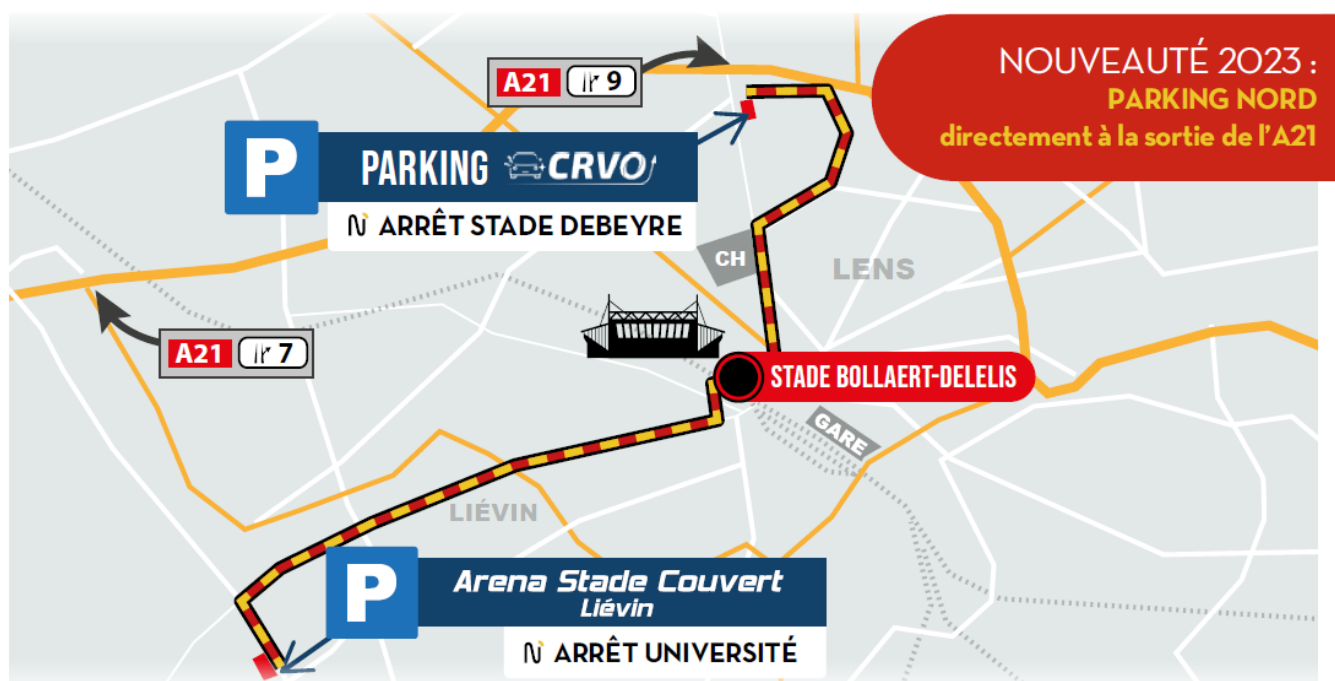 NOUVEAUTÉ 2023 :
PARKING NORD
directement à la sortie de l'A21
A21 9
P
PARKING CRVO
N ARRÊT STADE DEBEYRE
CH
LENS
A21 7
STADE BOLLAERT-DELELIS
GARE
LIÉVIN
P
Arena Stade Couvert
Liévin
N ARRÊT UNIVERSITÉ